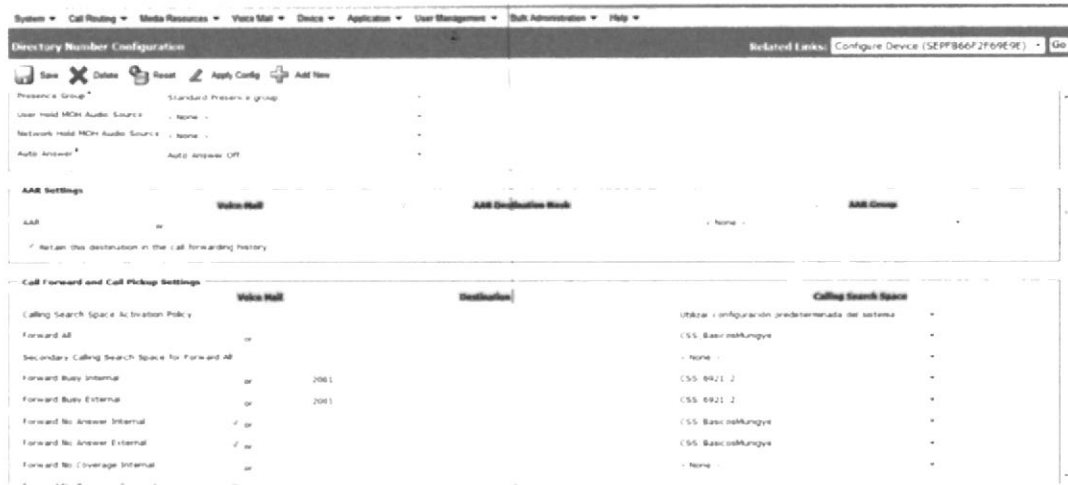 System Call Routing Media Resources Voice Mail Device Application User Management Bulk Administration Help
Directory Number Configuration Related Links: Configure Device (SEPFB66F2F69E9E) Go
Save Delete Reset Apply Config Add New
Presence Group* Standard Presence group
User Hold MOH Audio Source - None -
Network Hold MOH Audio Source - None -
Auto Answer* Auto Answer Off
AAR Settings
Voice Mail AAR Destination Mask AAR Group
AAR or - None -
Retain this destination in the call forwarding history
Call Forward and Call Pickup Settings
Voice Mail Destination Calling Search Space
Calling Search Space Activation Policy Utilizar configuración predeterminada del sistema
Forward All or CSS BasicosMunigye
Secondary Calling Search Space for Forward All - None -
Forward Busy Internal or 2001 CSS 6921 2
Forward Busy External or 2001 CSS 6921 2
Forward No Answer Internal or CSS BasicosMunigye
Forward No Answer External or CSS BasicosMunigye
Forward No Coverage Internal or - None -